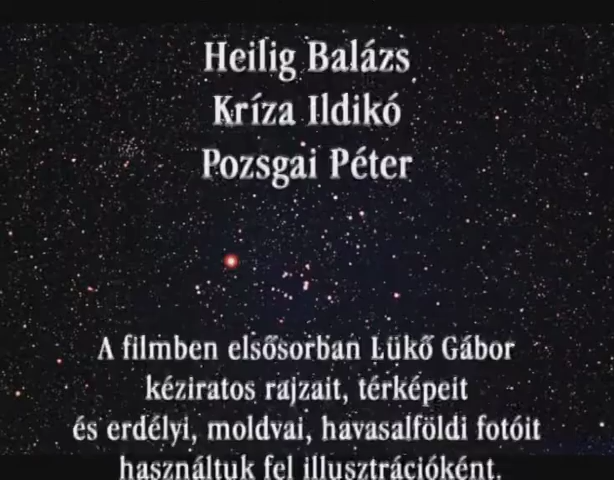 Heilig Balázs
Kríza Ildikó
Pozsgai Péter
A filmben elsősorban Lükő Gábor
kéziratos rajzait, térképeit
és erdélyi, moldvai, havasalföldi fotóit
használtuk fel illusztrációként.